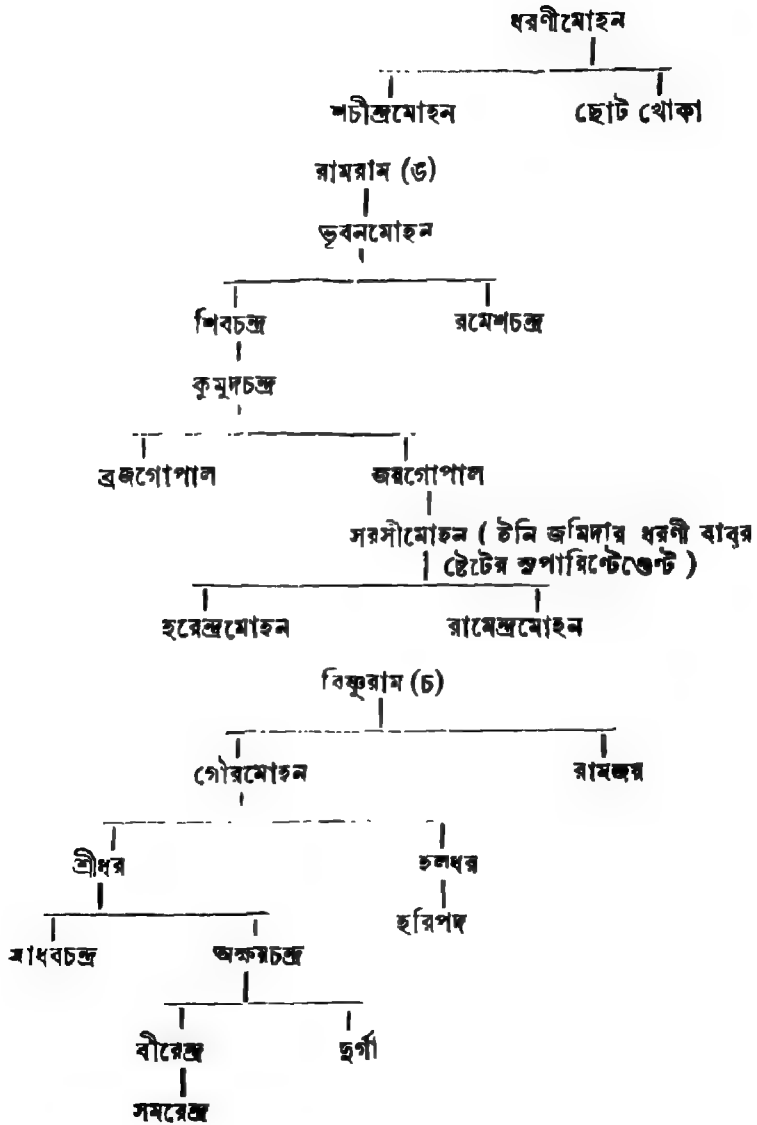 ধরণীমোহন
শচীন্দ্রমোহন ছোট খোকা
রামরাম (ঙ)
ভূবনমোহন
শিবচন্দ্র রমেশচন্দ্র
কুমুদচন্দ্র
ব্রজগোপাল জয়গোপাল
সরসীমোহন ( ইনি জমিদার ধরণী বাবুর
ষ্টেটের সুপারিণ্টেণ্ডেণ্ট )
হরেন্দ্রমোহন রামেন্দ্রমোহন
বিষ্ণুরাম (চ)
গৌরমোহন রামজয়
শ্রীধর হলধর
হরিপদ
মাধবচন্দ্র অক্ষয়চন্দ্র
বীরেন্দ্র দুর্গা
সমরেন্দ্র